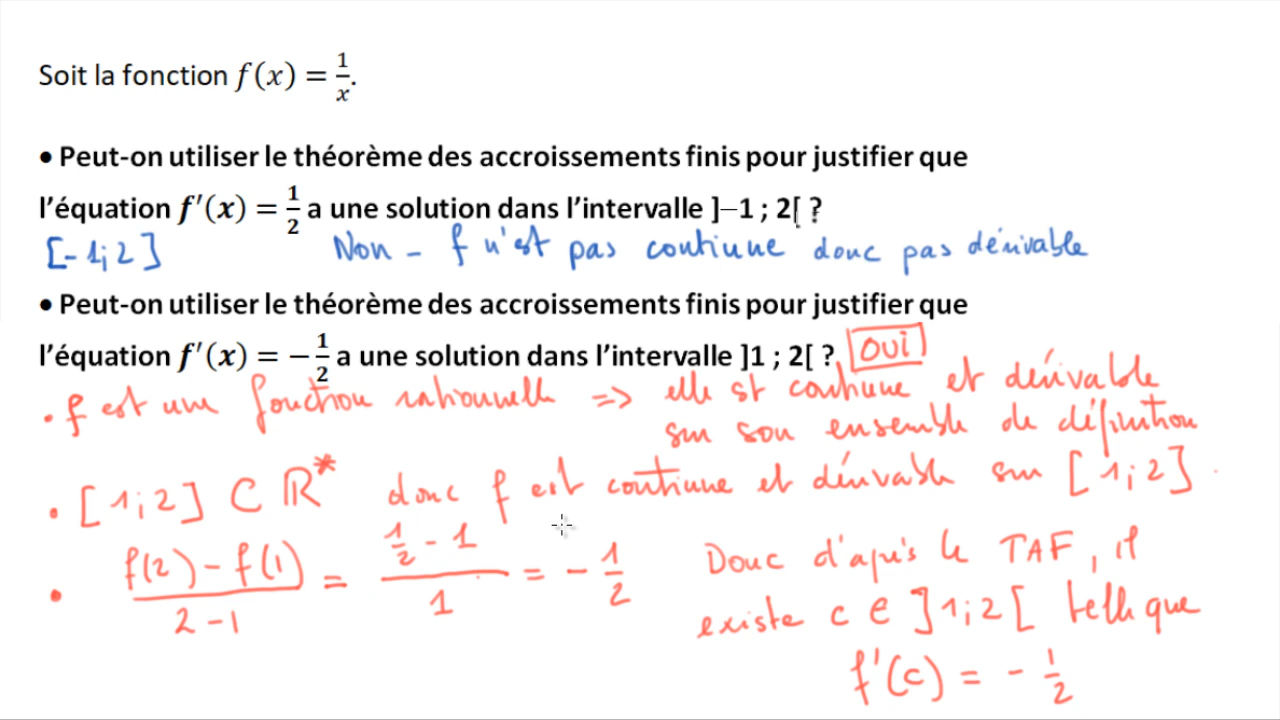 Soit la fonction f(x) = 1/x.
• Peut-on utiliser le théorème des accroissements finis pour justifier que
l'équation f′(x) = 1/2 a une solution dans l'intervalle ]−1 ; 2[ ?
[-1;2] Non - f n'est pas continue donc pas dérivable
• Peut-on utiliser le théorème des accroissements finis pour justifier que
l'équation f′(x) = −1/2 a une solution dans l'intervalle ]1 ; 2[ ? OUI
• f est une fonction rationnelle => elle st continue et dérivable
sur son ensemble de définition
• [1;2] ⊂ ℝ* donc f est continue et dérivable sur [1;2].
• (f(2) - f(1))/(2 - 1) = (1/2 - 1)/1 = - 1/2 Donc d'après le TAF, il
existe c ∈ ]1;2[ telle que
f'(c) = - 1/2